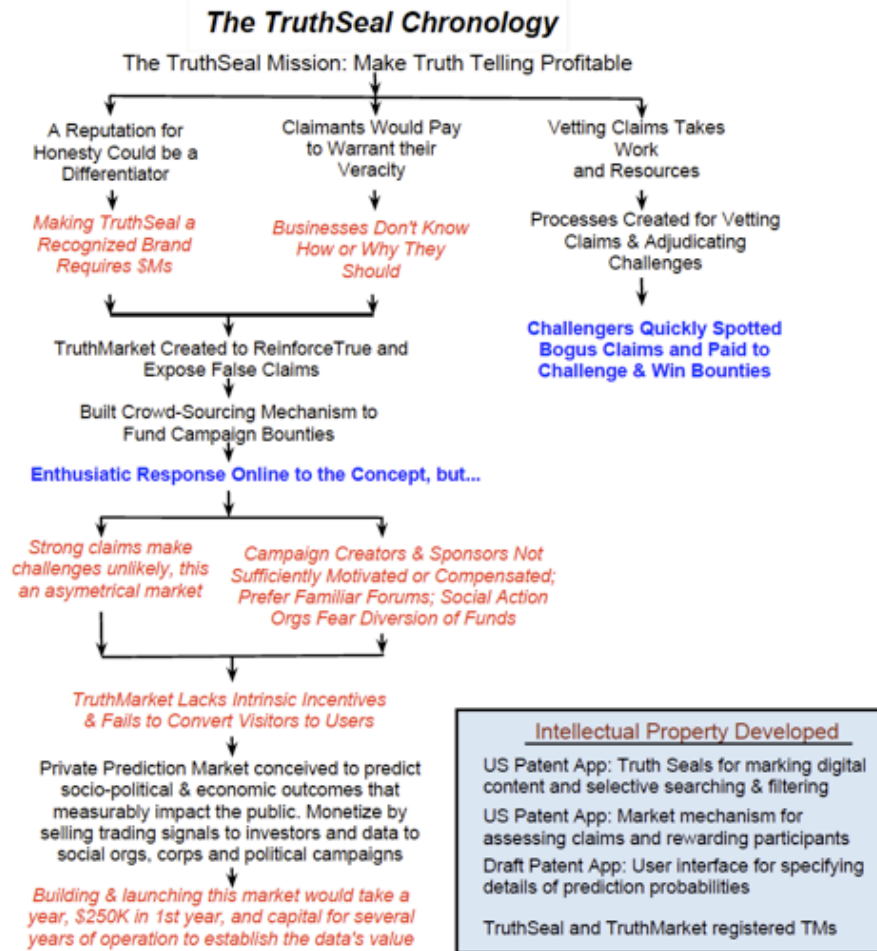 The TruthSeal Chronology
The TruthSeal Mission: Make Truth Telling Profitable
A Reputation for
Honesty Could be a
Differentiator
Claimants Would Pay
to Warrant their
Veracity
Vetting Claims Takes
Work
and Resources
Making TruthSeal a
Recognized Brand
Requires $Ms
Businesses Don't Know
How or Why They
Should
Processes Created for Vetting
Claims & Adjudicating
Challenges
Challengers Quickly Spotted
Bogus Claims and Paid to
Challenge & Win Bounties
TruthMarket Created to ReinforceTrue and
Expose False Claims
Built Crowd-Sourcing Mechanism to
Fund Campaign Bounties
Enthusiatic Response Online to the Concept, but...
Strong claims make
challenges unlikely, this
an asymetrical market
Campaign Creators & Sponsors Not
Sufficiently Motivated or Compensated;
Prefer Familiar Forums; Social Action
Orgs Fear Diversion of Funds
TruthMarket Lacks Intrinsic Incentives
& Fails to Convert Visitors to Users
Private Prediction Market conceived to predict
socio-political & economic outcomes that
measurably impact the public. Monetize by
selling trading signals to investors and data to
social orgs, corps and political campaigns
Building & launching this market would take a
year, $250K in 1st year, and capital for several
years of operation to establish the data's value
Intellectual Property Developed
US Patent App: Truth Seals for marking digital
content and selective searching & filtering
US Patent App: Market mechanism for
assessing claims and rewarding participants
Draft Patent App: User interface for specifying
details of prediction probabilities
TruthSeal and TruthMarket registered TMs